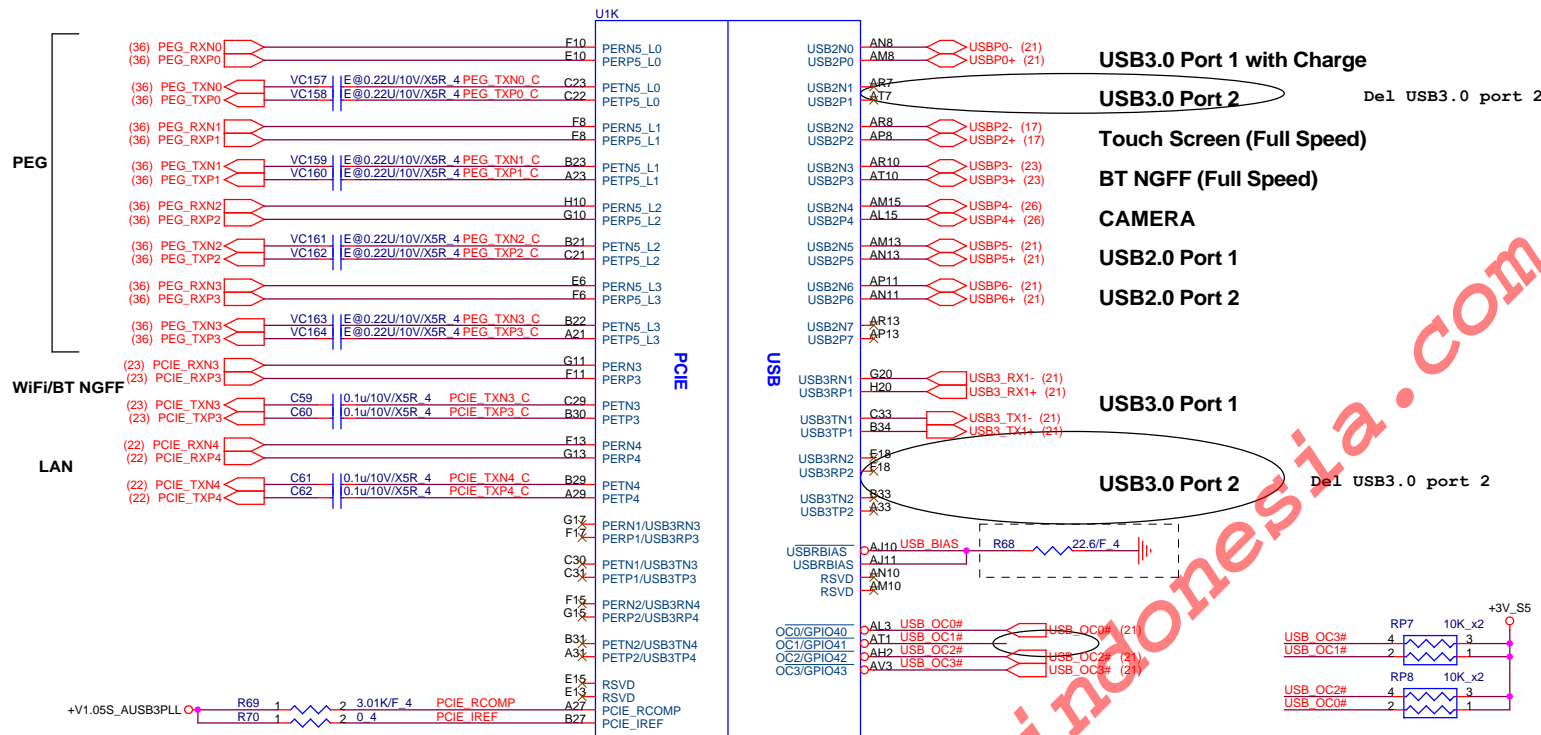 U1K
PEG
(36) PEG_RXN0 F10 PERN5_L0
(36) PEG_RXP0 E10 PERP5_L0
(36) PEG_TXN0 VC157 E@0.22U/10V/X5R_4 PEG_TXN0_C C23 PETN5_L0
(36) PEG_TXP0 VC158 E@0.22U/10V/X5R_4 PEG_TXP0_C C22 PETP5_L0
(36) PEG_RXN1 F8 PERN5_L1
(36) PEG_RXP1 E8 PERP5_L1
(36) PEG_TXN1 VC159 E@0.22U/10V/X5R_4 PEG_TXN1_C B23 PETN5_L1
(36) PEG_TXP1 VC160 E@0.22U/10V/X5R_4 PEG_TXP1_C A23 PETP5_L1
(36) PEG_RXN2 H10 PERN5_L2
(36) PEG_RXP2 G10 PERP5_L2
(36) PEG_TXN2 VC161 E@0.22U/10V/X5R_4 PEG_TXN2_C B21 PETN5_L2
(36) PEG_TXP2 VC162 E@0.22U/10V/X5R_4 PEG_TXP2_C C21 PETP5_L2
(36) PEG_RXN3 E6 PERN5_L3
(36) PEG_RXP3 F6 PERP5_L3
(36) PEG_TXN3 VC163 E@0.22U/10V/X5R_4 PEG_TXN3_C B22 PETN5_L3
(36) PEG_TXP3 VC164 E@0.22U/10V/X5R_4 PEG_TXP3_C A21 PETP5_L3
WiFi/BT NGFF
(23) PCIE_RXN3 G11 PERN3
(23) PCIE_RXP3 F11 PERP3
(23) PCIE_TXN3 C59 0.1u/10V/X5R_4 PCIE_TXN3_C C29 PETN3
(23) PCIE_TXP3 C60 0.1u/10V/X5R_4 PCIE_TXP3_C B30 PETP3
LAN
(22) PCIE_RXN4 F13 PERN4
(22) PCIE_RXP4 G13 PERP4
(22) PCIE_TXN4 C61 0.1u/10V/X5R_4 PCIE_TXN4_C B29 PETN4
(22) PCIE_TXP4 C62 0.1u/10V/X5R_4 PCIE_TXP4_C A29 PETP4
G17 PERN1/USB3RN3
F17 PERP1/USB3RP3
C30 PETN1/USB3TN3
C31 PETP1/USB3TP3
F15 PERN2/USB3RN4
G15 PERP2/USB3RP4
B31 PETN2/USB3TN4
A31 PETP2/USB3TP4
E15 RSVD
E13 RSVD
+V1.05S_AUSB3PLL R69 1 2 3.01K/F_4 PCIE_RCOMP A27 PCIE_RCOMP
R70 1 2 0_4 PCIE_IREF B27 PCIE_IREF
PCIE
USB
USB2N0 AN8 USBP0- (21)
USB2P0 AM8 USBP0+ (21)
USB3.0 Port 1 with Charge
USB2N1 AR7
USB2P1 AT7
USB3.0 Port 2
Del USB3.0 port 2
USB2N2 AR8 USBP2- (17)
USB2P2 AP8 USBP2+ (17)
Touch Screen (Full Speed)
USB2N3 AR10 USBP3- (23)
USB2P3 AT10 USBP3+ (23)
BT NGFF (Full Speed)
USB2N4 AM15 USBP4- (26)
USB2P4 AL15 USBP4+ (26)
CAMERA
USB2N5 AM13 USBP5- (21)
USB2P5 AN13 USBP5+ (21)
USB2.0 Port 1
USB2N6 AP11 USBP6- (21)
USB2P6 AN11 USBP6+ (21)
USB2.0 Port 2
USB2N7 AR13
USB2P7 AP13
USB3RN1 G20 USB3_RX1- (21)
USB3RP1 H20 USB3_RX1+ (21)
USB3.0 Port 1
USB3TN1 C33 USB3_TX1- (21)
USB3TP1 B34 USB3_TX1+ (21)
USB3RN2 E18
USB3RP2 F18
USB3.0 Port 2
Del USB3.0 port 2
USB3TN2 B33
USB3TP2 A33
USBRBIAS AJ10 USB_BIAS R68 22.6/F_4
USBRBIAS AJ11
RSVD AN10
RSVD AM10
OC0/GPIO40 AL3 USB_OC0# USB_OC0# (21)
OC1/GPIO41 AT1 USB_OC1#
OC2/GPIO42 AH2 USB_OC2# USB_OC2# (21)
OC3/GPIO43 AV3 USB_OC3# USB_OC3# (21)
+3V_S5
RP7 10K_x2
USB_OC3# 4 3
USB_OC1# 2 1
RP8 10K_x2
USB_OC2# 4 3
USB_OC0# 2 1
indonesia.com